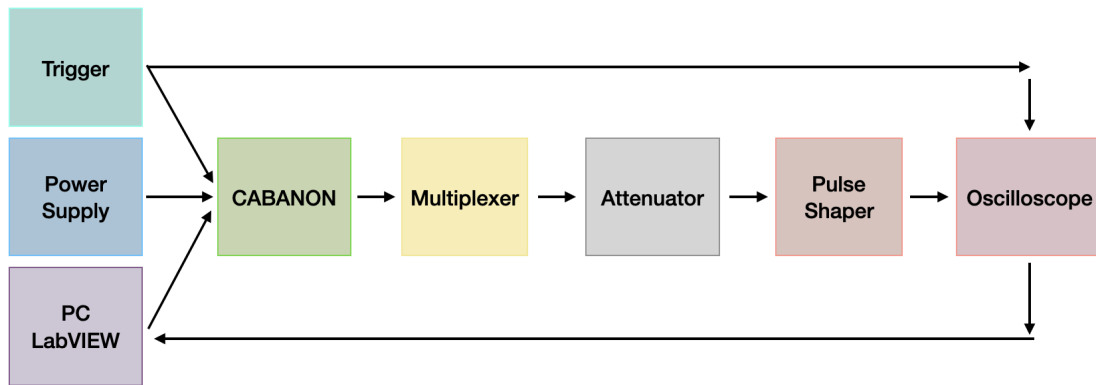 Trigger
Power
Supply
PC
LabVIEW
CABANON
Multiplexer
Attenuator
Pulse
Shaper
Oscilloscope